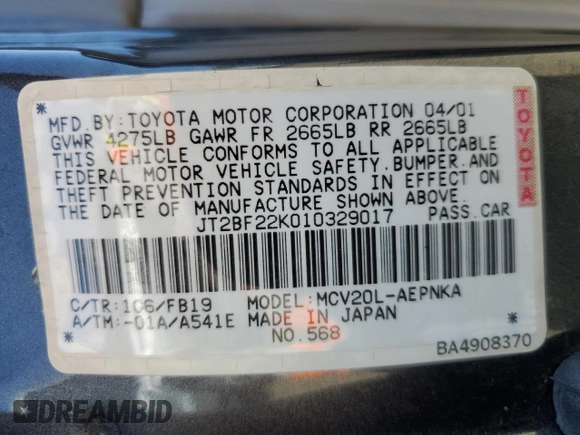 MFD. BY: TOYOTA MOTOR CORPORATION 04/01
GVWR 4275LB GAWR FR 2665LB RR 2665LB
THIS VEHICLE CONFORMS TO ALL APPLICABLE
FEDERAL MOTOR VEHICLE SAFETY, BUMPER, AND
THEFT PREVENTION STANDARDS IN EFFECT ON
THE DATE OF MANUFACTURE SHOWN ABOVE.
JT2BF22K010329017 PASS. CAR
TOYOTA
C/TR: 1C6/FB19 MODEL: MCV20L-AEPNKA
A/TM: -01A/A541E MADE IN JAPAN
NO. 568
BA4908370
DREAMBID